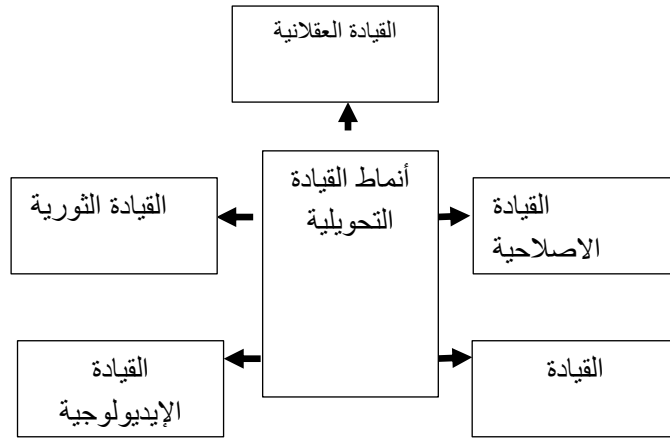 القيادة العقلانية
أنماط القيادة
التحويلية
القيادة
الاصلاحية
القيادة الثورية
القيادة
القيادة
الإيديولوجية